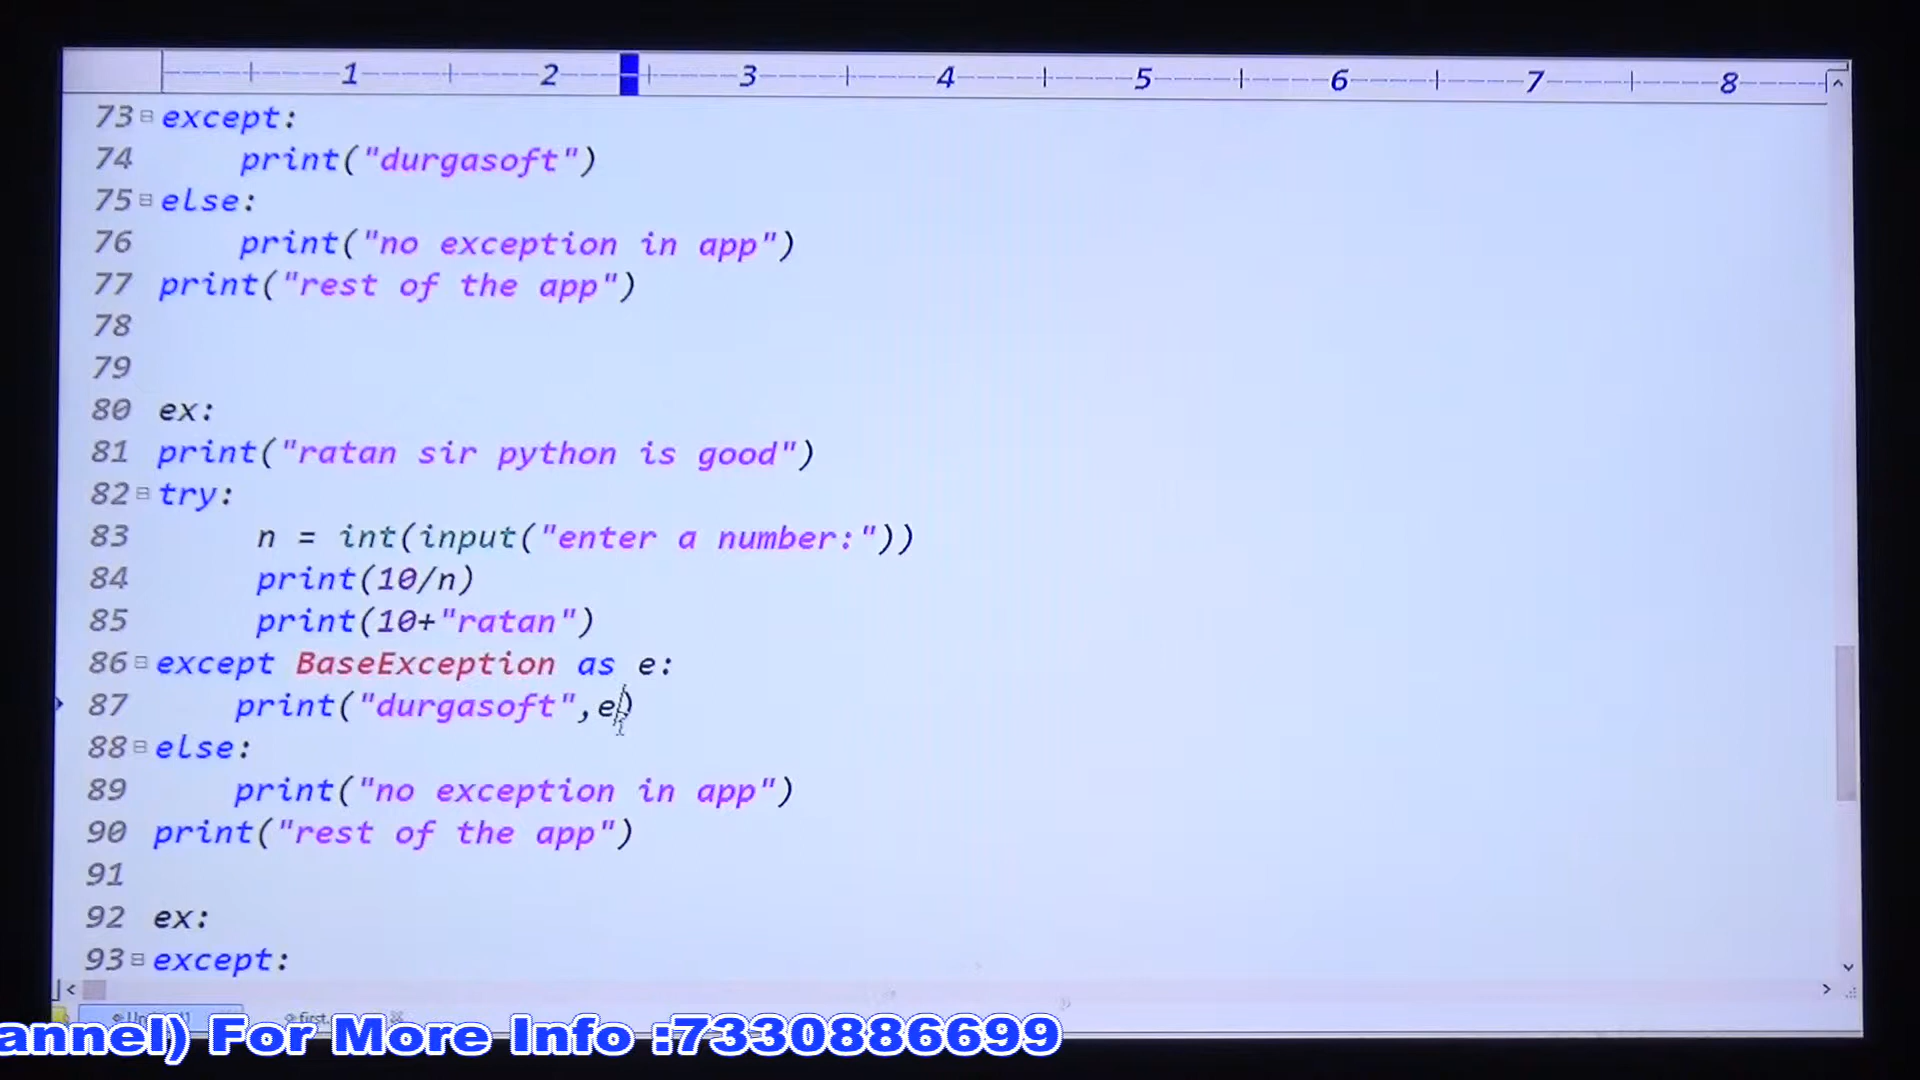 1 2 3 4 5 6 7 8
73 except:
74 print("durgasoft")
75 else:
76 print("no exception in app")
77 print("rest of the app")
78
79
80 ex:
81 print("ratan sir python is good")
82 try:
83 n = int(input("enter a number:"))
84 print(10/n)
85 print(10+"ratan")
86 except BaseException as e:
87 print("durgasoft",e)
88 else:
89 print("no exception in app")
90 print("rest of the app")
91
92 ex:
93 except:
first.
annel) For More Info :7330886699